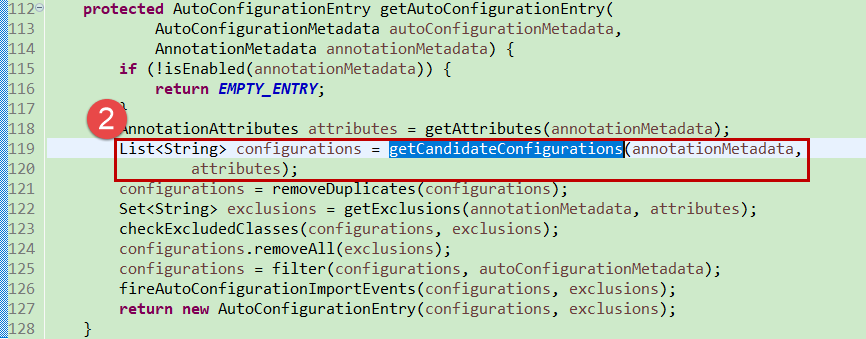 112 protected AutoConfigurationEntry getAutoConfigurationEntry(
113 AutoConfigurationMetadata autoConfigurationMetadata,
114 AnnotationMetadata annotationMetadata) {
115 if (!isEnabled(annotationMetadata)) {
116 return EMPTY_ENTRY;
117 }
2
118 AnnotationAttributes attributes = getAttributes(annotationMetadata);
119 List<String> configurations = getCandidateConfigurations(annotationMetadata,
120 attributes);
121 configurations = removeDuplicates(configurations);
122 Set<String> exclusions = getExclusions(annotationMetadata, attributes);
123 checkExcludedClasses(configurations, exclusions);
124 configurations.removeAll(exclusions);
125 configurations = filter(configurations, autoConfigurationMetadata);
126 fireAutoConfigurationImportEvents(configurations, exclusions);
127 return new AutoConfigurationEntry(configurations, exclusions);
128 }